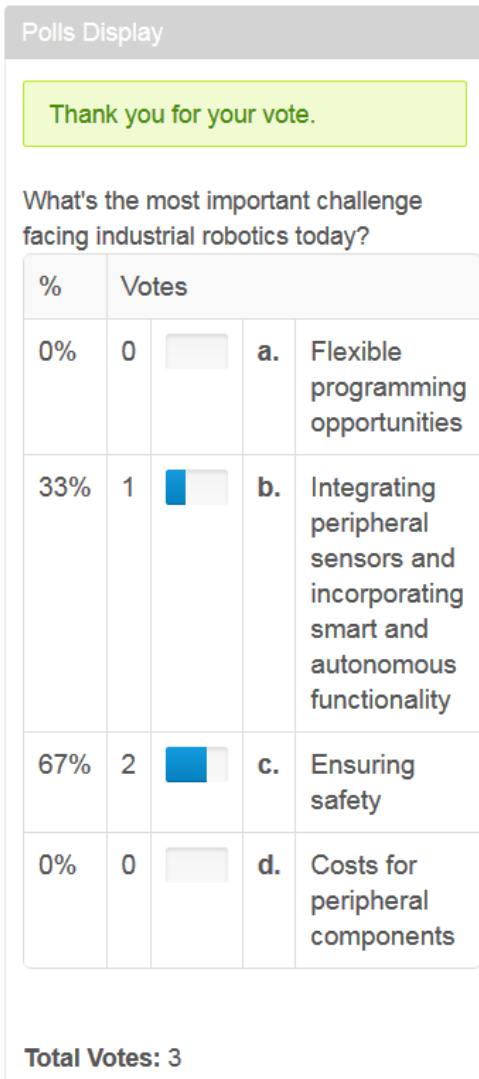 Polls Display
Thank you for your vote.
What's the most important challenge
facing industrial robotics today?
% Votes
0% 0 a. Flexible
programming
opportunities
33% 1 b. Integrating
peripheral
sensors and
incorporating
smart and
autonomous
functionality
67% 2 c. Ensuring
safety
0% 0 d. Costs for
peripheral
components
Total Votes: 3